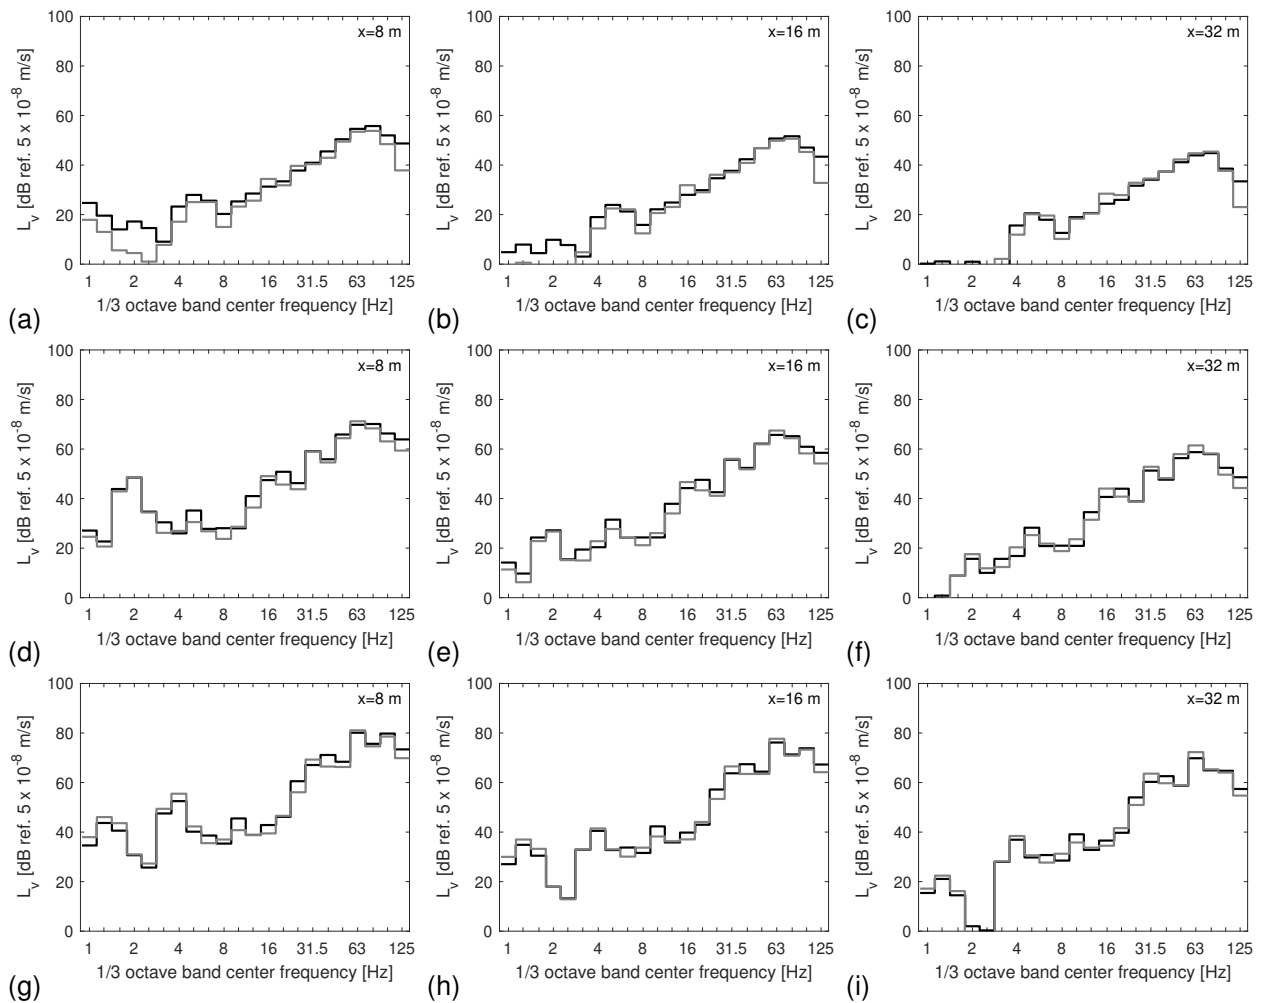 100
80
60
40
20
0
L_v [dB ref. 5 x 10^-8 m/s]
x=8 m
1 2 4 8 16 31.5 63 125
1/3 octave band center frequency [Hz]
(a)
100
80
60
40
20
0
L_v [dB ref. 5 x 10^-8 m/s]
x=16 m
1 2 4 8 16 31.5 63 125
1/3 octave band center frequency [Hz]
(b)
100
80
60
40
20
0
L_v [dB ref. 5 x 10^-8 m/s]
x=32 m
1 2 4 8 16 31.5 63 125
1/3 octave band center frequency [Hz]
(c)
100
80
60
40
20
0
L_v [dB ref. 5 x 10^-8 m/s]
x=8 m
1 2 4 8 16 31.5 63 125
1/3 octave band center frequency [Hz]
(d)
100
80
60
40
20
0
L_v [dB ref. 5 x 10^-8 m/s]
x=16 m
1 2 4 8 16 31.5 63 125
1/3 octave band center frequency [Hz]
(e)
100
80
60
40
20
0
L_v [dB ref. 5 x 10^-8 m/s]
x=32 m
1 2 4 8 16 31.5 63 125
1/3 octave band center frequency [Hz]
(f)
100
80
60
40
20
0
L_v [dB ref. 5 x 10^-8 m/s]
x=8 m
1 2 4 8 16 31.5 63 125
1/3 octave band center frequency [Hz]
(g)
100
80
60
40
20
0
L_v [dB ref. 5 x 10^-8 m/s]
x=16 m
1 2 4 8 16 31.5 63 125
1/3 octave band center frequency [Hz]
(h)
100
80
60
40
20
0
L_v [dB ref. 5 x 10^-8 m/s]
x=32 m
1 2 4 8 16 31.5 63 125
1/3 octave band center frequency [Hz]
(i)